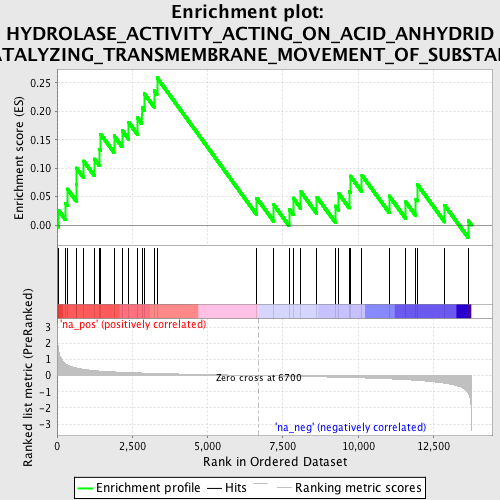 Enrichment plot:
HYDROLASE_ACTIVITY_ACTING_ON_ACID_ANHYDRID
ATALYZING_TRANSMEMBRANE_MOVEMENT_OF_SUBSTAN
Enrichment score (ES)
0.25
0.20
0.15
0.10
0.05
0.00
'na_pos' (positively correlated)
Ranked list metric (PreRanked)
3
2
1
0
-1
-2
-3
Zero cross at 6700
'na_neg' (negatively correlated)
0
2,500
5,000
7,500
10,000
12,500
Rank in Ordered Dataset
Enrichment profile
Hits
Ranking metric scores